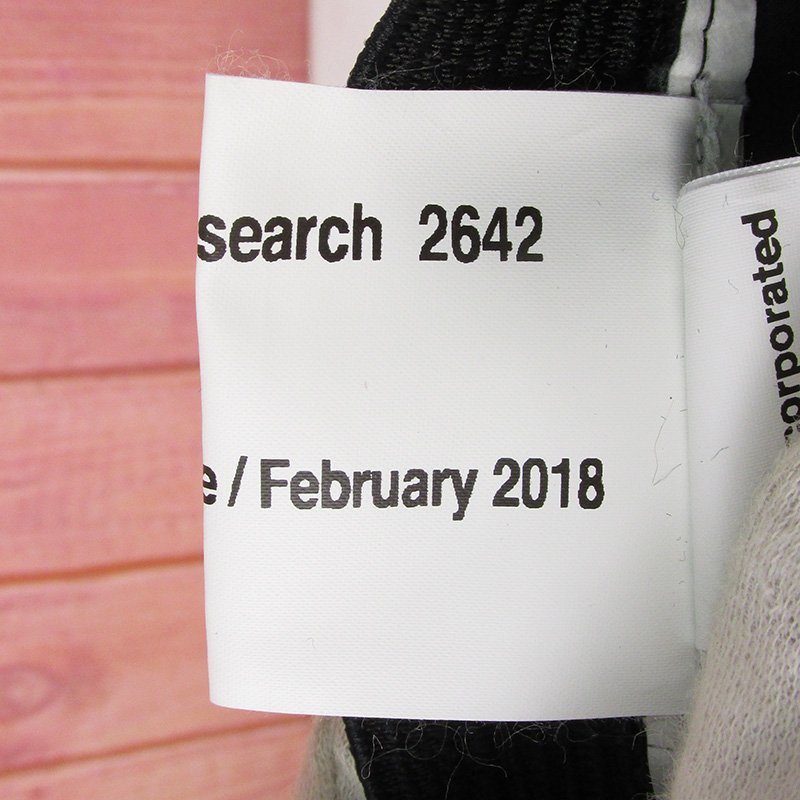 search 2642
e / February 2018
orporated